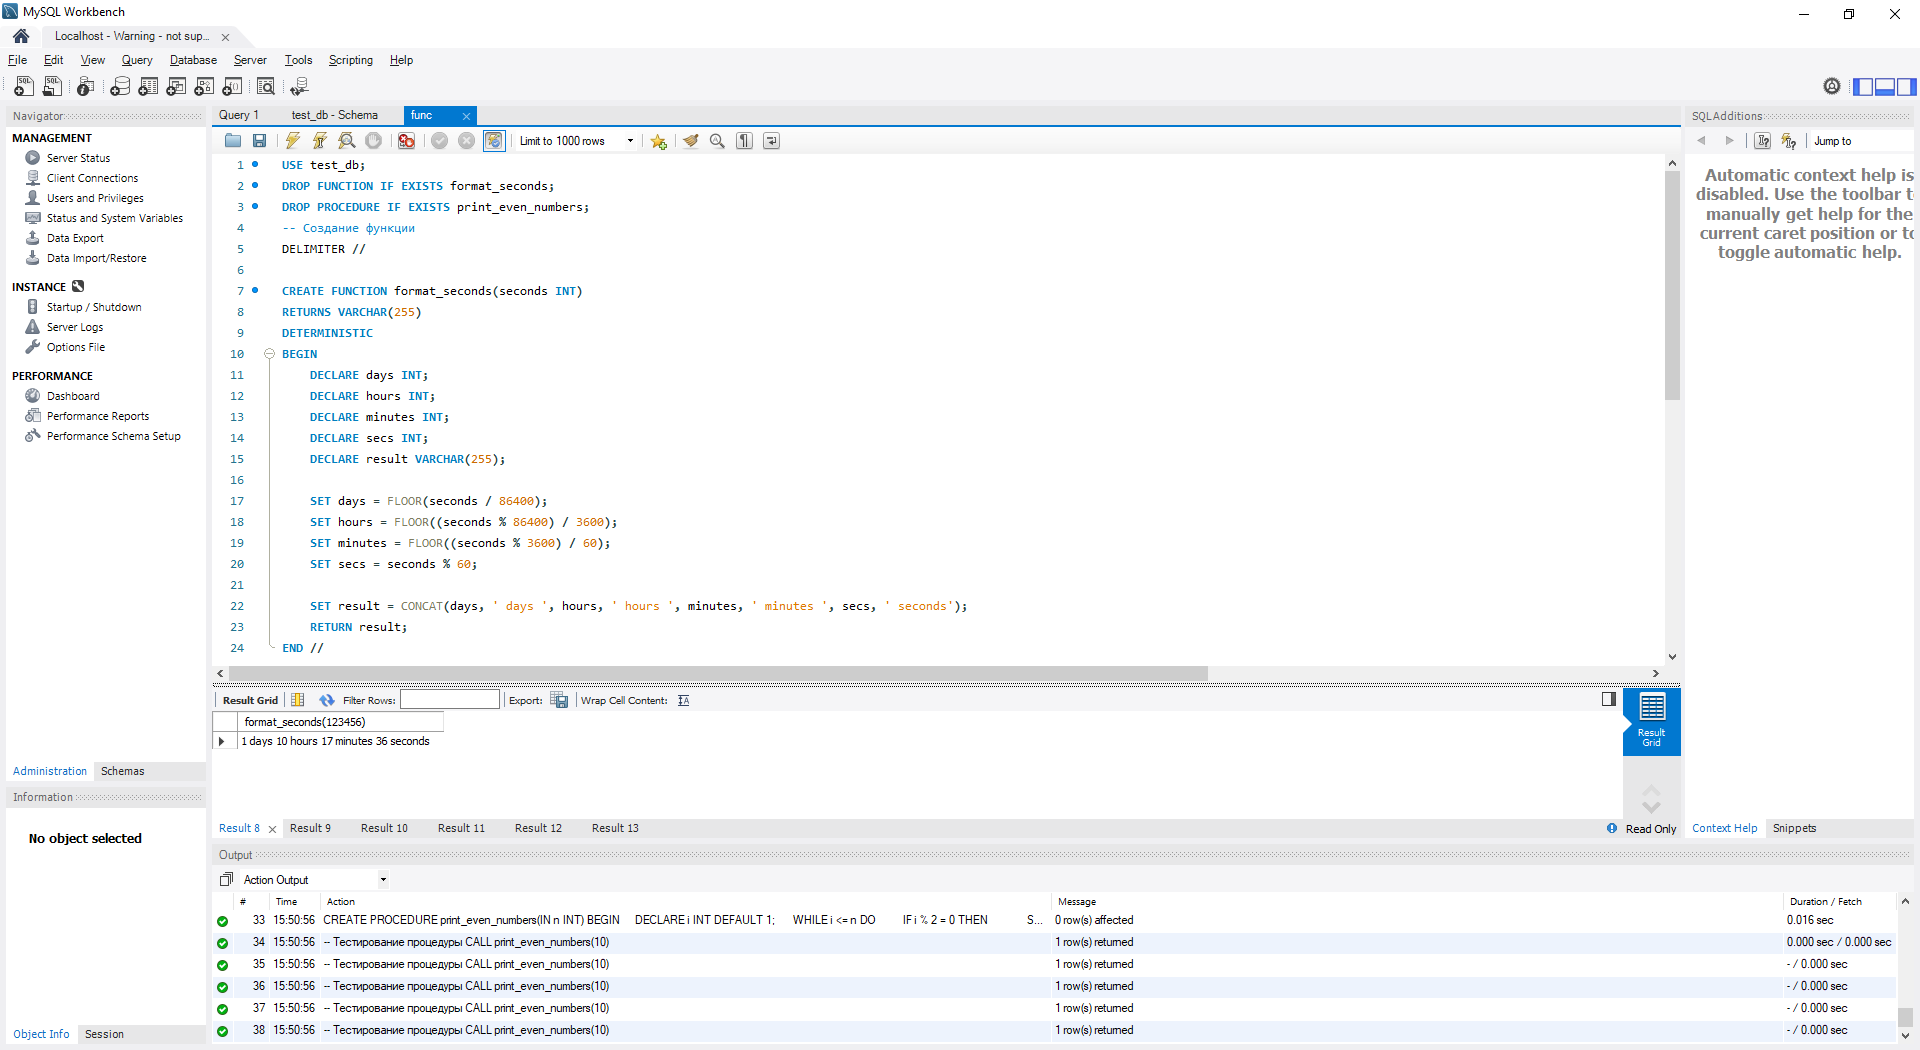 MySQL Workbench
Localhost - Warning - not sup...
File Edit View Query Database Server Tools Scripting Help
Navigator
MANAGEMENT
Server Status
Client Connections
Users and Privileges
Status and System Variables
Data Export
Data Import/Restore
INSTANCE
Startup / Shutdown
Server Logs
Options File
PERFORMANCE
Dashboard
Performance Reports
Performance Schema Setup
Administration Schemas
Information
No object selected
Object Info Session
Query 1 test_db - Schema func
Limit to 1000 rows
1 USE test_db;
2 DROP FUNCTION IF EXISTS format_seconds;
3 DROP PROCEDURE IF EXISTS print_even_numbers;
4 -- Создание функции
5 DELIMITER //
6
7 CREATE FUNCTION format_seconds(seconds INT)
8 RETURNS VARCHAR(255)
9 DETERMINISTIC
10 BEGIN
11 DECLARE days INT;
12 DECLARE hours INT;
13 DECLARE minutes INT;
14 DECLARE secs INT;
15 DECLARE result VARCHAR(255);
16
17 SET days = FLOOR(seconds / 86400);
18 SET hours = FLOOR((seconds % 86400) / 3600);
19 SET minutes = FLOOR((seconds % 3600) / 60);
20 SET secs = seconds % 60;
21
22 SET result = CONCAT(days, ' days ', hours, ' hours ', minutes, ' minutes ', secs, ' seconds');
23 RETURN result;
24 END //
Result Grid Filter Rows: Export: Wrap Cell Content:
format_seconds(123456)
1 days 10 hours 17 minutes 36 seconds
Result Grid
Result 8 Result 9 Result 10 Result 11 Result 12 Result 13
Read Only
SQLAdditions
Jump to
Automatic context help is
disabled. Use the toolbar t
manually get help for the
current caret position or to
toggle automatic help.
Context Help Snippets
Output
Action Output
# Time Action Message Duration / Fetch
33 15:50:56 CREATE PROCEDURE print_even_numbers(IN n INT) BEGIN DECLARE i INT DEFAULT 1; WHILE i <= n DO IF i % 2 = 0 THEN S... 0 row(s) affected 0.016 sec
34 15:50:56 -- Тестирование процедуры CALL print_even_numbers(10) 1 row(s) returned 0.000 sec / 0.000 sec
35 15:50:56 -- Тестирование процедуры CALL print_even_numbers(10) 1 row(s) returned - / 0.000 sec
36 15:50:56 -- Тестирование процедуры CALL print_even_numbers(10) 1 row(s) returned - / 0.000 sec
37 15:50:56 -- Тестирование процедуры CALL print_even_numbers(10) 1 row(s) returned - / 0.000 sec
38 15:50:56 -- Тестирование процедуры CALL print_even_numbers(10) 1 row(s) returned - / 0.000 sec